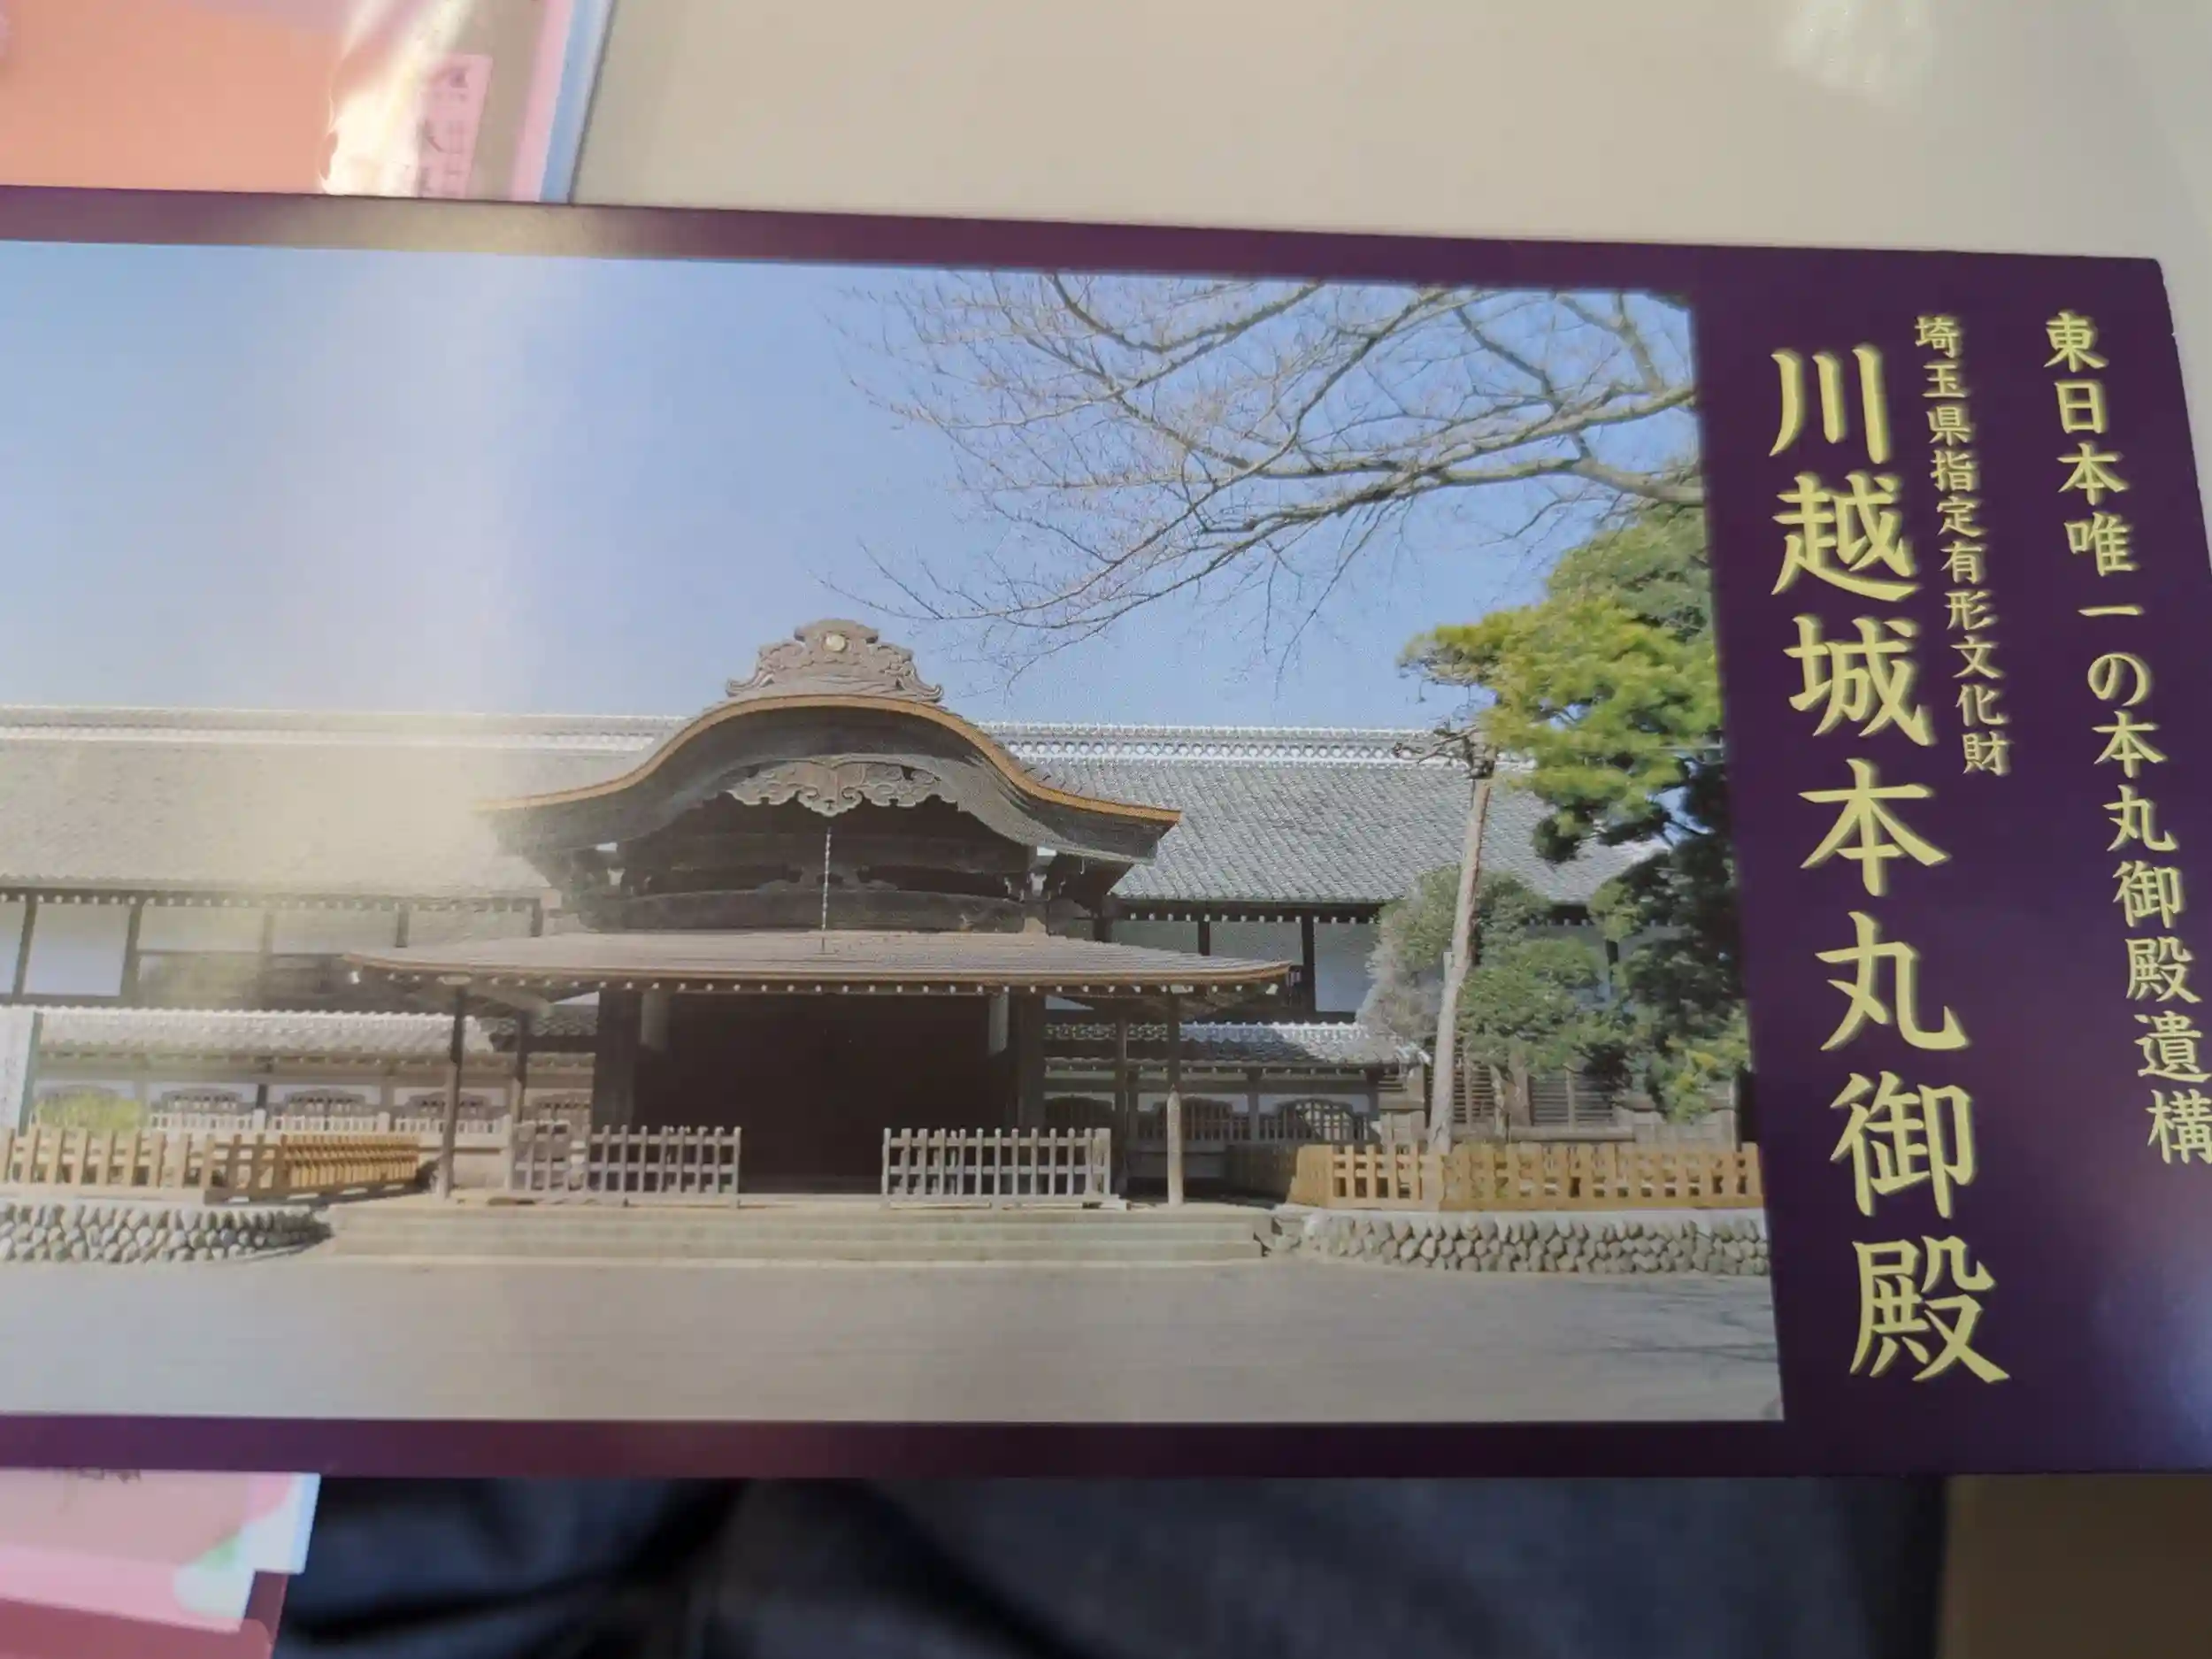 東日本唯一の本丸御殿遺構
埼玉県指定有形文化財
川越城本丸御殿